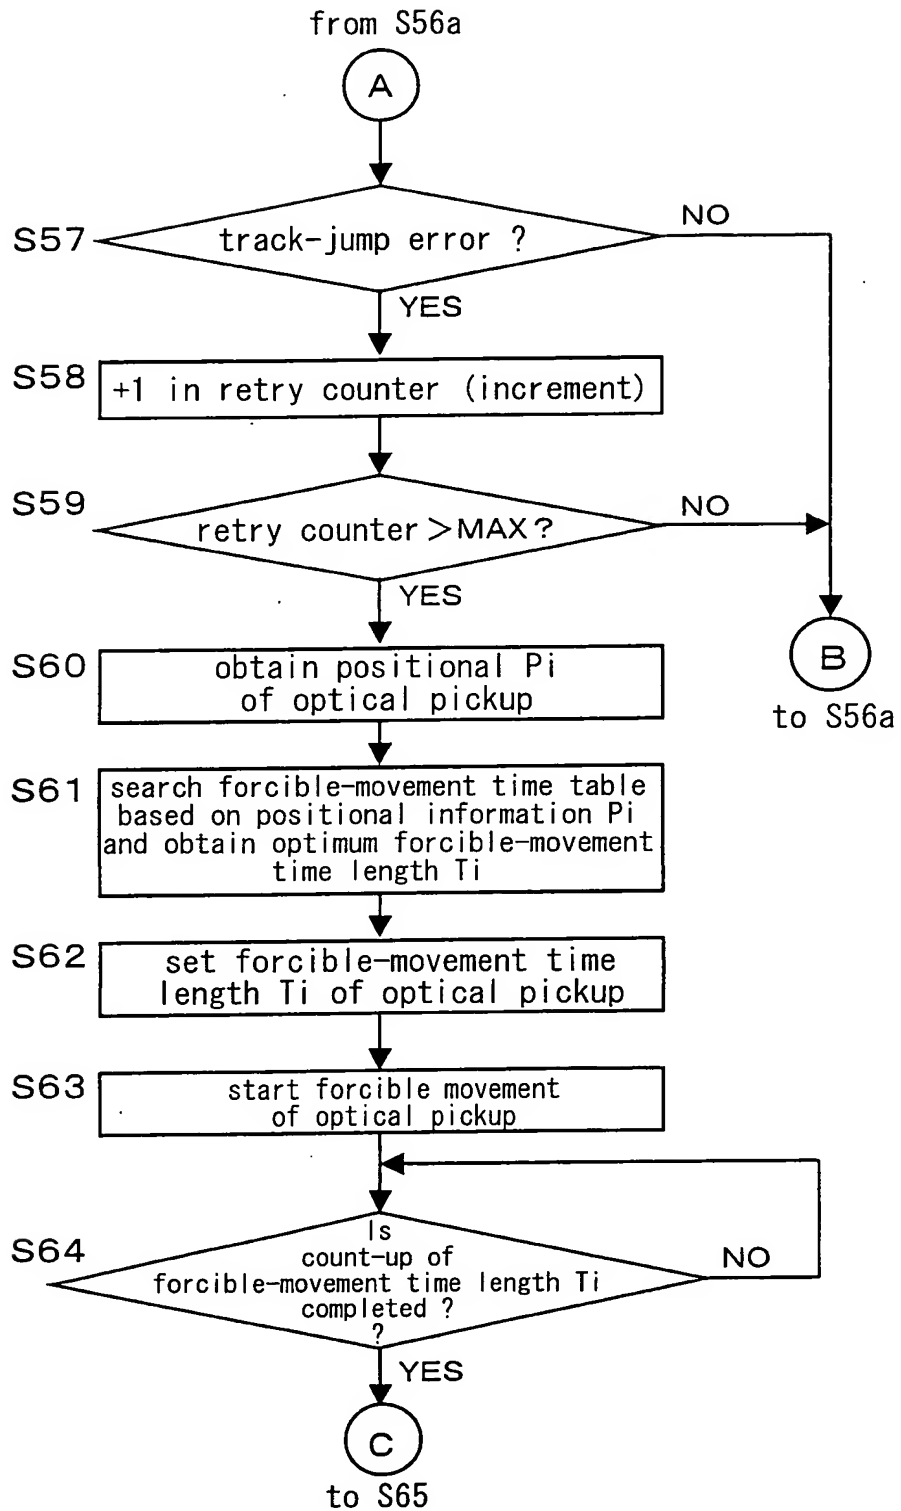 from S56a
A
S57
track-jump error ?
NO
YES
S58
+1 in retry counter (increment)
S59
retry counter >MAX?
NO
YES
S60
obtain positional Pi
of optical pickup
B
to S56a
S61
search forcible-movement time table
based on positional information Pi
and obtain optimum forcible-movement
time length Ti
S62
set forcible-movement time
length Ti of optical pickup
S63
start forcible movement
of optical pickup
S64
Is
count-up of
forcible-movement time length Ti
completed ?
?
NO
YES
C
to S65